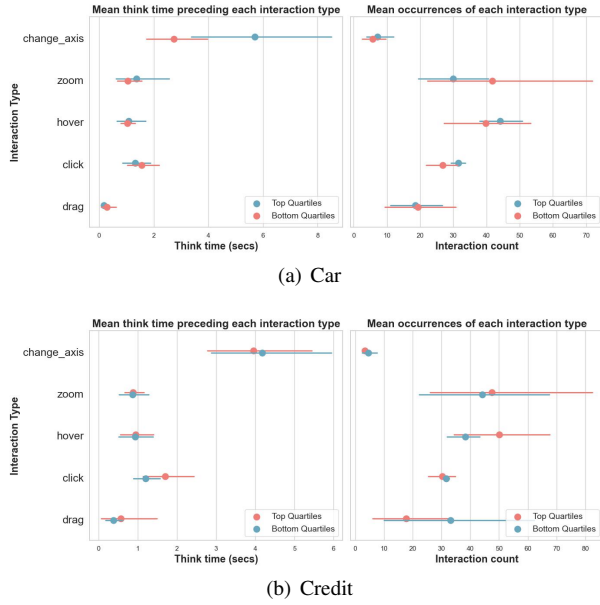 Mean think time preceding each interaction type
Mean occurrences of each interaction type
Interaction Type
change_axis
zoom
hover
click
drag
Top Quartiles
Bottom Quartiles
0 2 4 6 8
Think time (secs)
Top Quartiles
Bottom Quartiles
0 10 20 30 40 50 60 70
Interaction count
(a) Car
Mean think time preceding each interaction type
Mean occurrences of each interaction type
Interaction Type
change_axis
zoom
hover
click
drag
Top Quartiles
Bottom Quartiles
0 1 2 3 4 5 6
Think time (secs)
Top Quartiles
Bottom Quartiles
0 10 20 30 40 50 60 70 80
Interaction count
(b) Credit